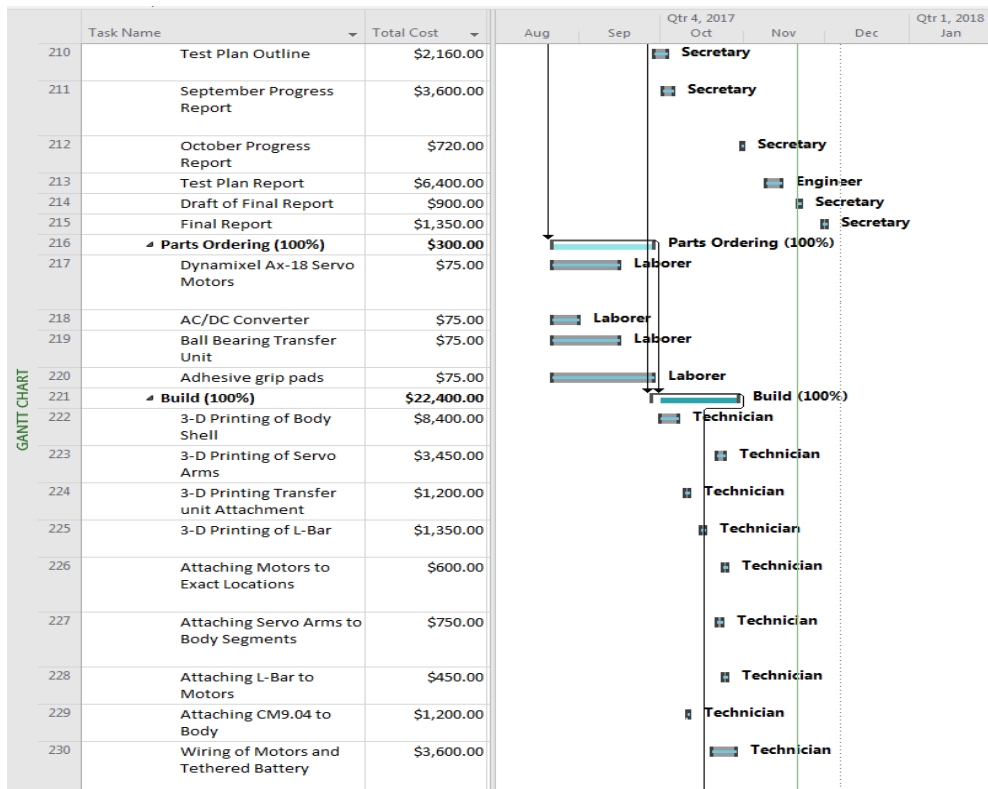 Qtr 4, 2017 Qtr 1, 2018
Task Name Total Cost Aug Sep Oct Nov Dec Jan
210 Test Plan Outline $2,160.00 Secretary
211 September Progress $3,600.00 Secretary
Report
212 October Progress $720.00 Secretary
Report
213 Test Plan Report $6,400.00 Engineer
214 Draft of Final Report $900.00 Secretary
215 Final Report $1,350.00 Secretary
216 Parts Ordering (100%) $300.00 Parts Ordering (100%)
217 Dynamixel Ax-18 Servo $75.00 Laborer
Motors
218 AC/DC Converter $75.00 Laborer
219 Ball Bearing Transfer $75.00 Laborer
Unit
220 Adhesive grip pads $75.00 Laborer
221 Build (100%) $22,400.00 Build (100%)
222 3-D Printing of Body $8,400.00 Technician
Shell
223 3-D Printing of Servo $3,450.00 Technician
Arms
224 3-D Printing Transfer $1,200.00 Technician
unit Attachment
225 3-D Printing of L-Bar $1,350.00 Technician
226 Attaching Motors to $600.00 Technician
Exact Locations
227 Attaching Servo Arms to $750.00 Technician
Body Segments
228 Attaching L-Bar to $450.00 Technician
Motors
229 Attaching CM9.04 to $1,200.00 Technician
Body
230 Wiring of Motors and $3,600.00 Technician
Tethered Battery
GANTT CHART